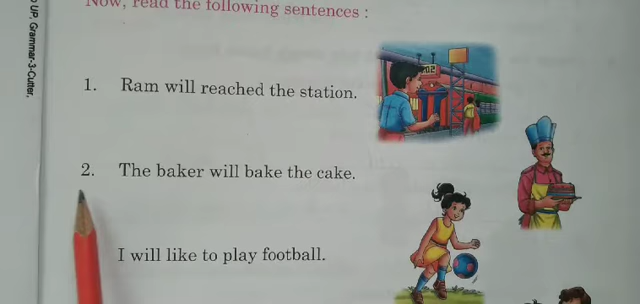 Now, read the following sentences :
1. Ram will reached the station.
2. The baker will bake the cake.
I will like to play football.
UP, Grammar-3-Cutter.